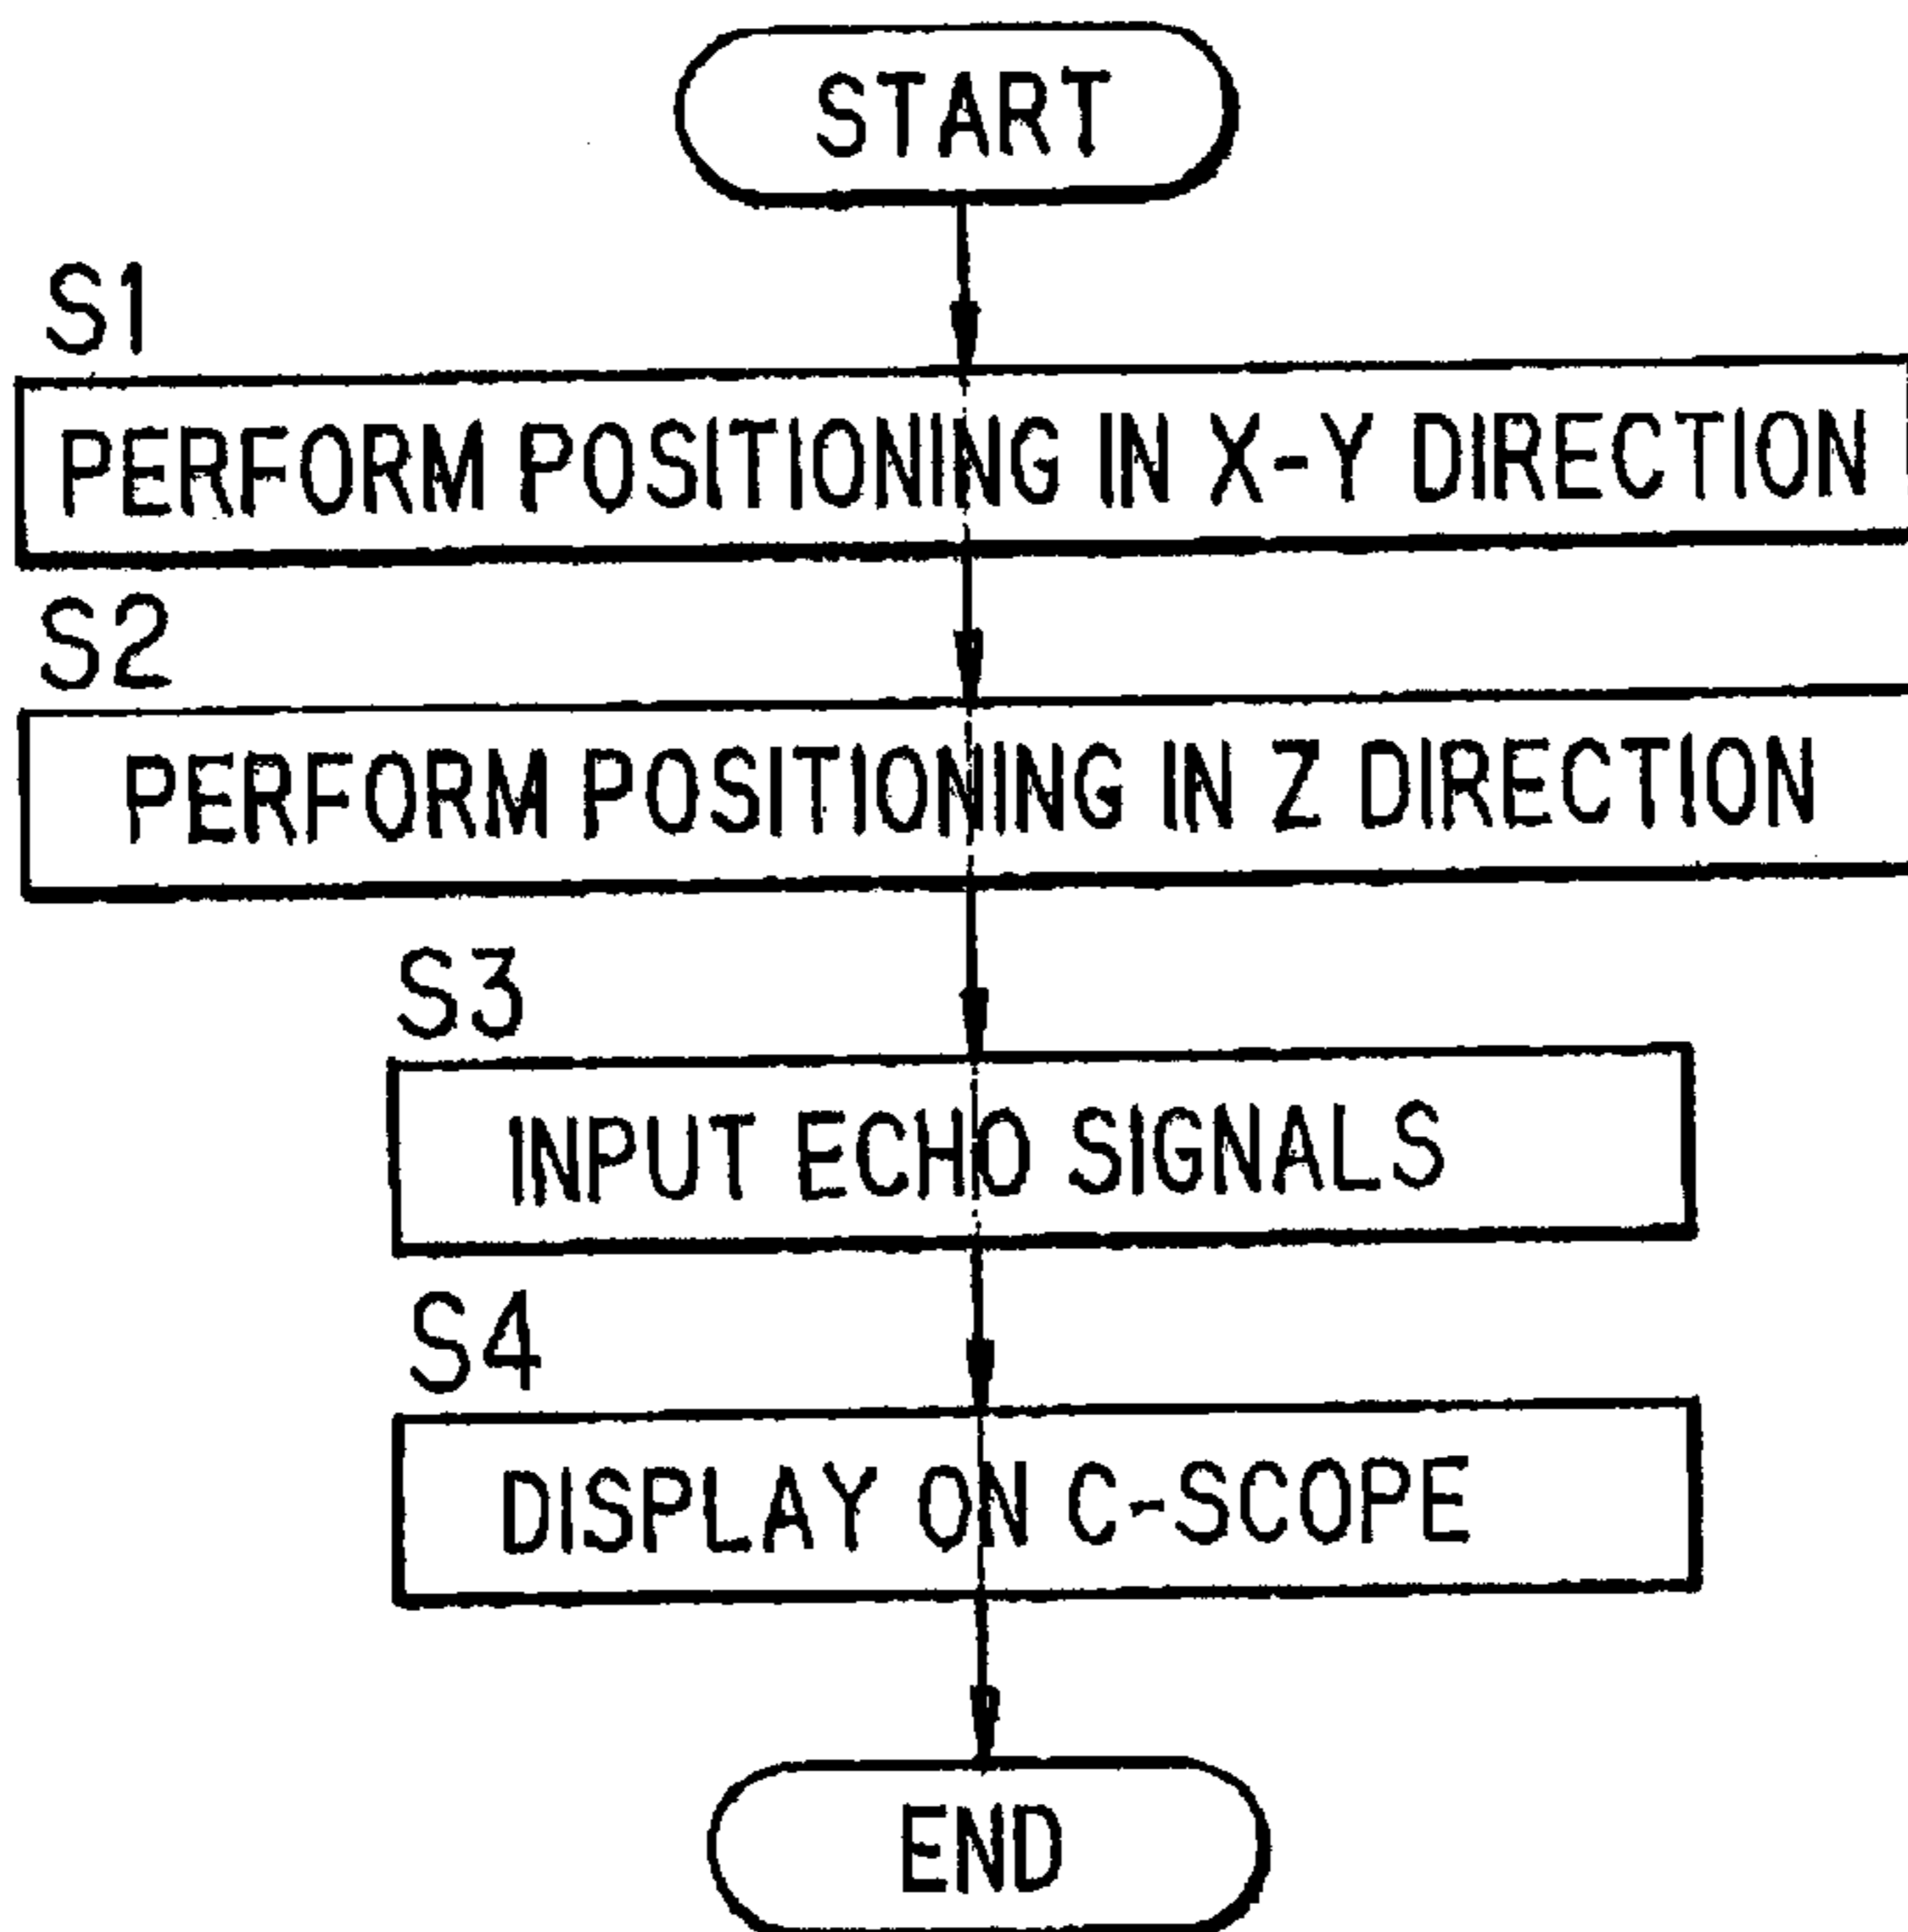 START
S1
PERFORM POSITIONING IN X-Y DIRECTION
S2
PERFORM POSITIONING IN Z DIRECTION
S3
INPUT ECHO SIGNALS
S4
DISPLAY ON C-SCOPE
END